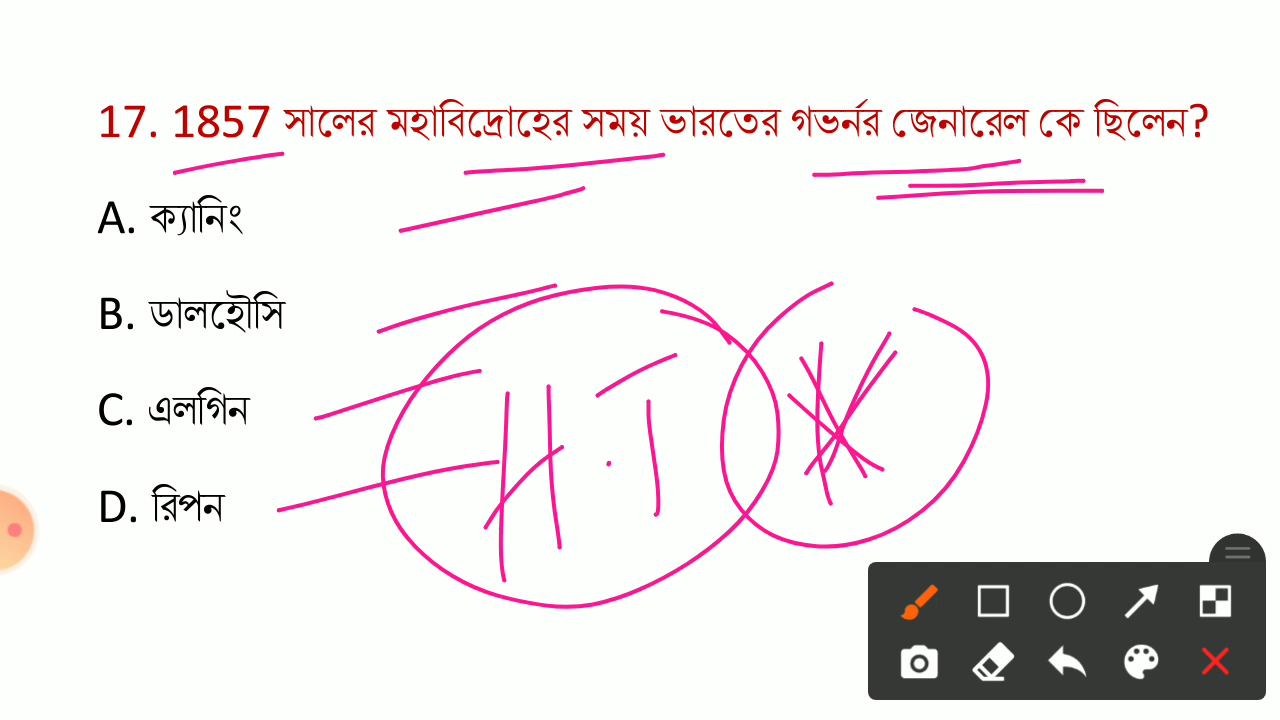 17. 1857 সালের মহাবিদ্রোহের সময় ভারতের গভর্নর জেনারেল কে ছিলেন?
A. ক্যানিং
B. ডালহৌসি
C. এলগিন
D. রিপন
H.T